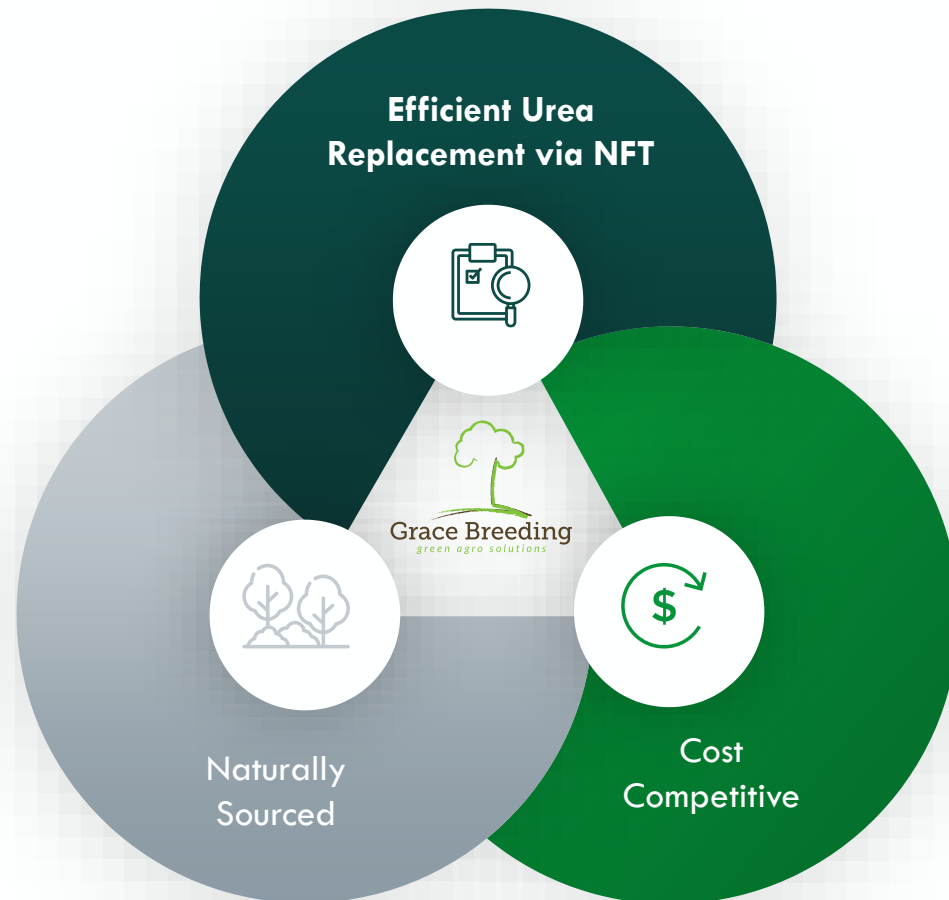 Efficient Urea
Replacement via NFT
Grace Breeding
green agro solutions
$
Naturally
Sourced
Cost
Competitive